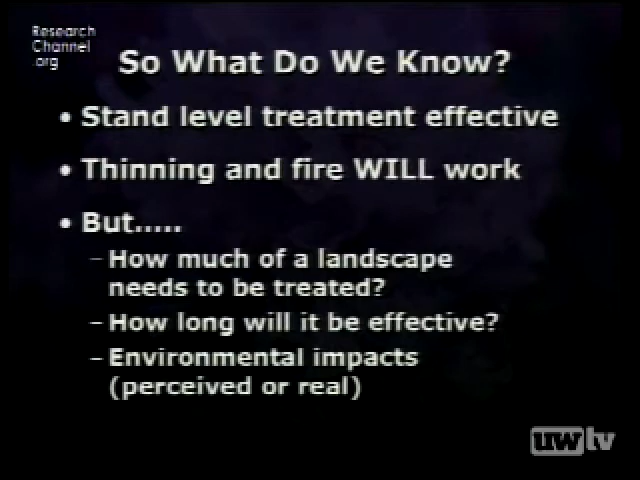 Research
Channel
.org
So What Do We Know?
• Stand level treatment effective
• Thinning and fire WILL work
• But.....
– How much of a landscape
needs to be treated?
– How long will it be effective?
– Environmental impacts
(perceived or real)
uwtv